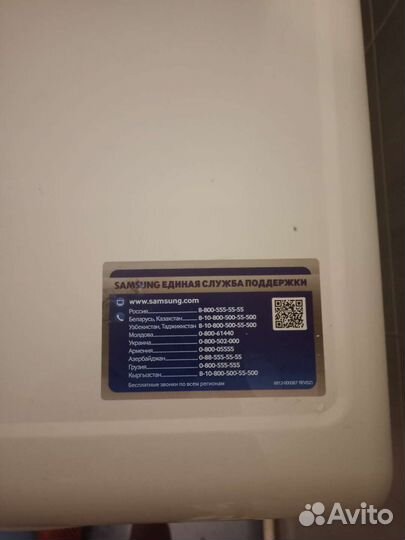 SAMSUNG ЕДИНАЯ СЛУЖБА ПОДДЕРЖКИ
www.samsung.com
Россия 8-800-555-55-55
Беларусь, Казахстан 8-10-800-500-55-500
Узбекистан, Таджикистан 8-10-800-500-55-500
Молдова 0-800-61440
Украина 0-800-502-000
Армения 0-800-05555
Азербайджан 0-88-555-55-55
Грузия 0-800-555-555
Кыргызстан 8-10-800-500-55-500
Бесплатные звонки по всем регионам
Avito